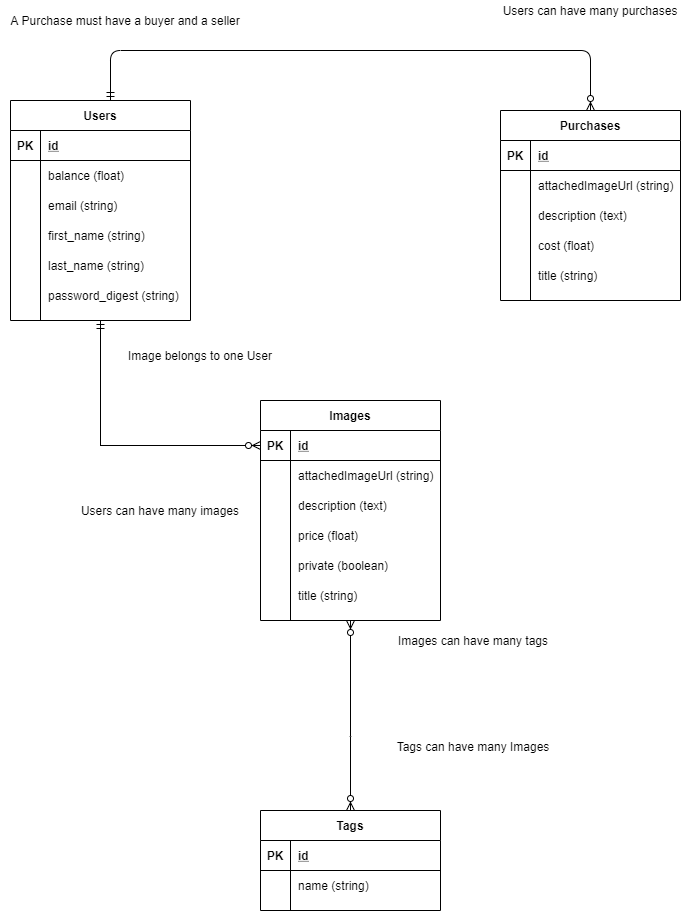 Users can have many purchases
A Purchase must have a buyer and a seller
Users
PK id
balance (float)
email (string)
first_name (string)
last_name (string)
password_digest (string)
Purchases
PK id
attachedImageUrl (string)
description (text)
cost (float)
title (string)
Image belongs to one User
Users can have many images
Images
PK id
attachedImageUrl (string)
description (text)
price (float)
private (boolean)
title (string)
Images can have many tags
Tags can have many Images
Tags
PK id
name (string)